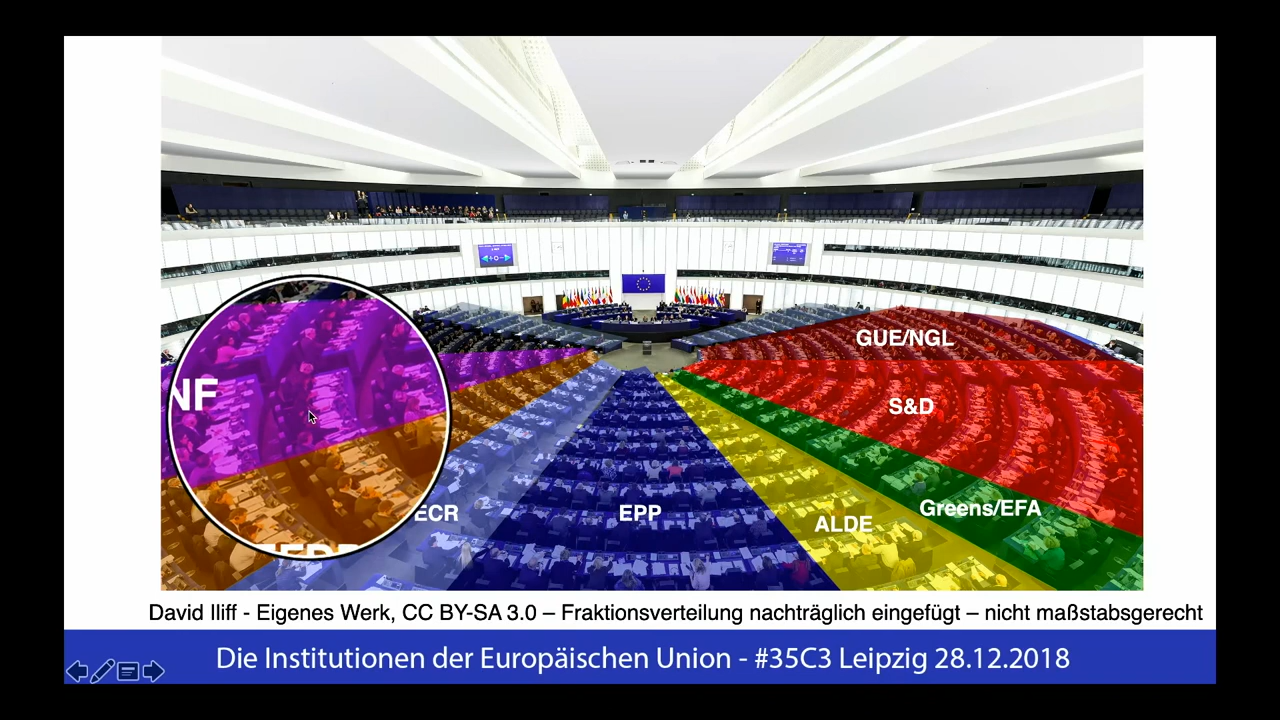 GUE/NGL
NF
S&D
ECR
EPP
ALDE
Greens/EFA
David Iliff - Eigenes Werk, CC BY-SA 3.0 – Fraktionsverteilung nachträglich eingefügt – nicht maßstabsgerecht
Die Institutionen der Europäischen Union - #35C3 Leipzig 28.12.2018